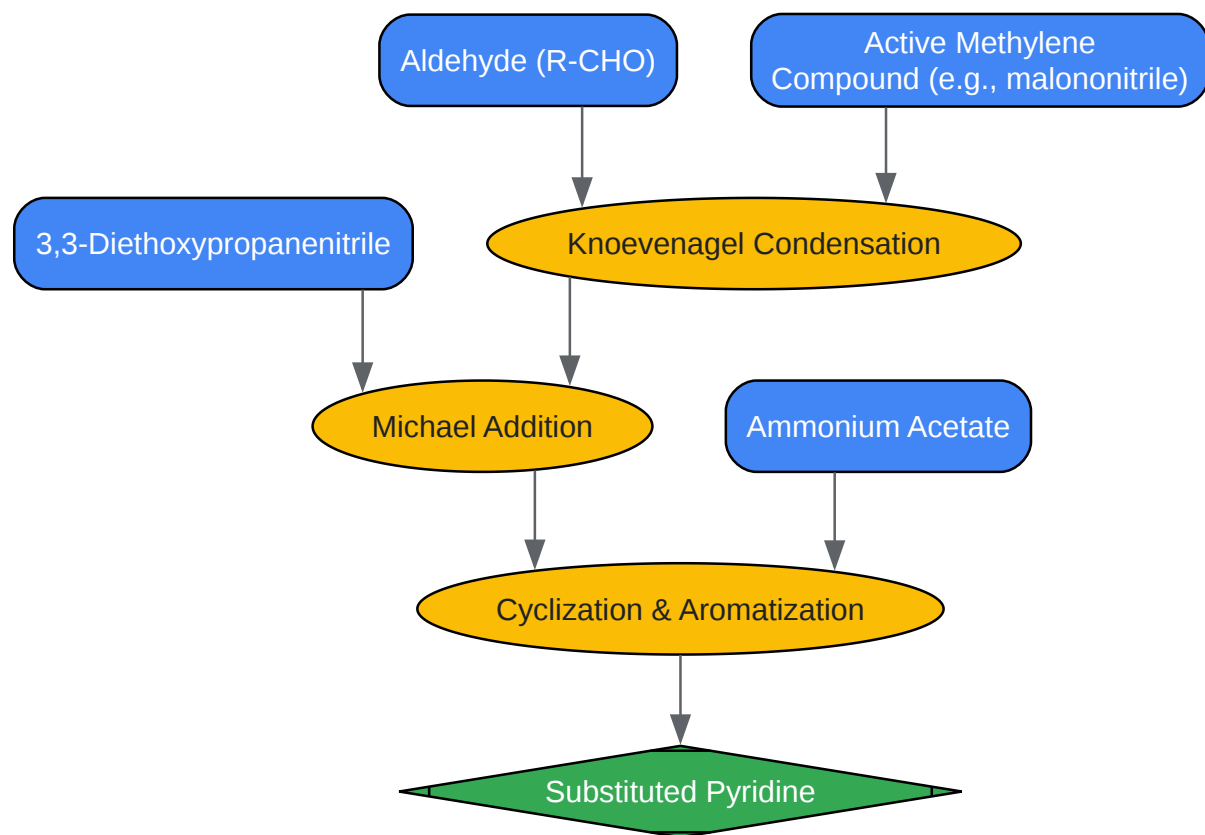 Aldehyde (R-CHO)
Active Methylene
Compound (e.g., malononitrile)
3,3-Diethoxypropanenitrile
Knoevenagel Condensation
Michael Addition
Ammonium Acetate
Cyclization & Aromatization
Substituted Pyridine